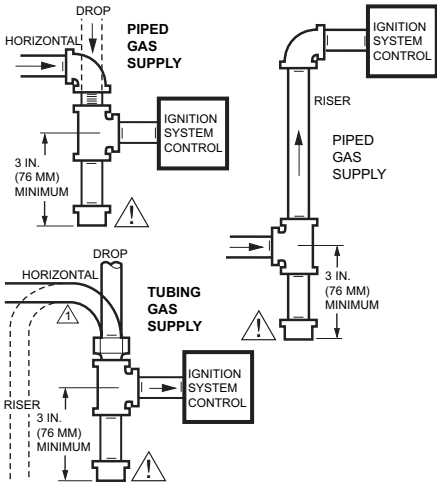 DROP
HORIZONTAL
PIPED
GAS
SUPPLY
IGNITION
SYSTEM
CONTROL
3 IN.
(76 MM)
MINIMUM
!
IGNITION
SYSTEM
CONTROL
RISER
PIPED
GAS
SUPPLY
3 IN.
(76 MM)
MINIMUM
!
DROP
HORIZONTAL
TUBING
GAS
SUPPLY
1
IGNITION
SYSTEM
CONTROL
RISER
3 IN.
(76 MM)
MINIMUM
!